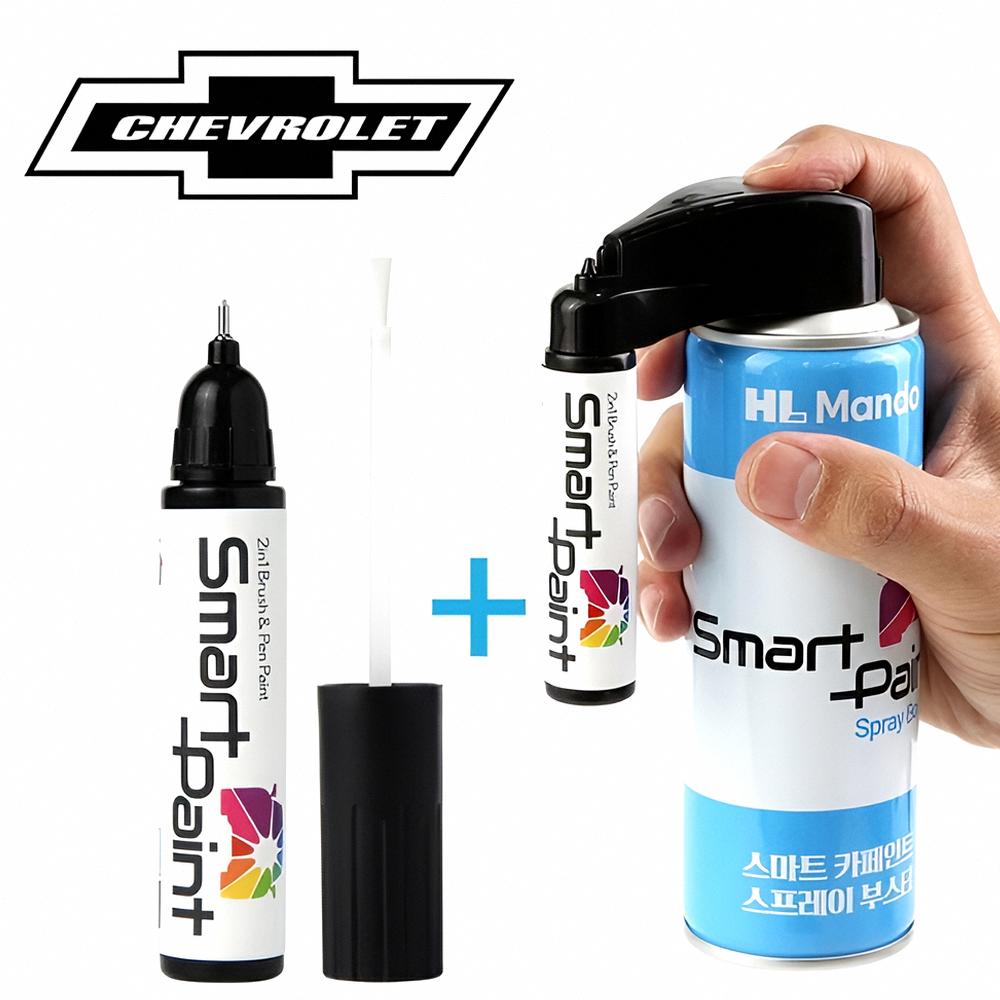 CHEVROLET
2in1 Brush & Pen Paint
Smart
Paint
+
2in1 Brush & Pen Paint
Smart
Paint
HL Mando
Smart
Spray
스마트 카페인트
스프레이 부스터